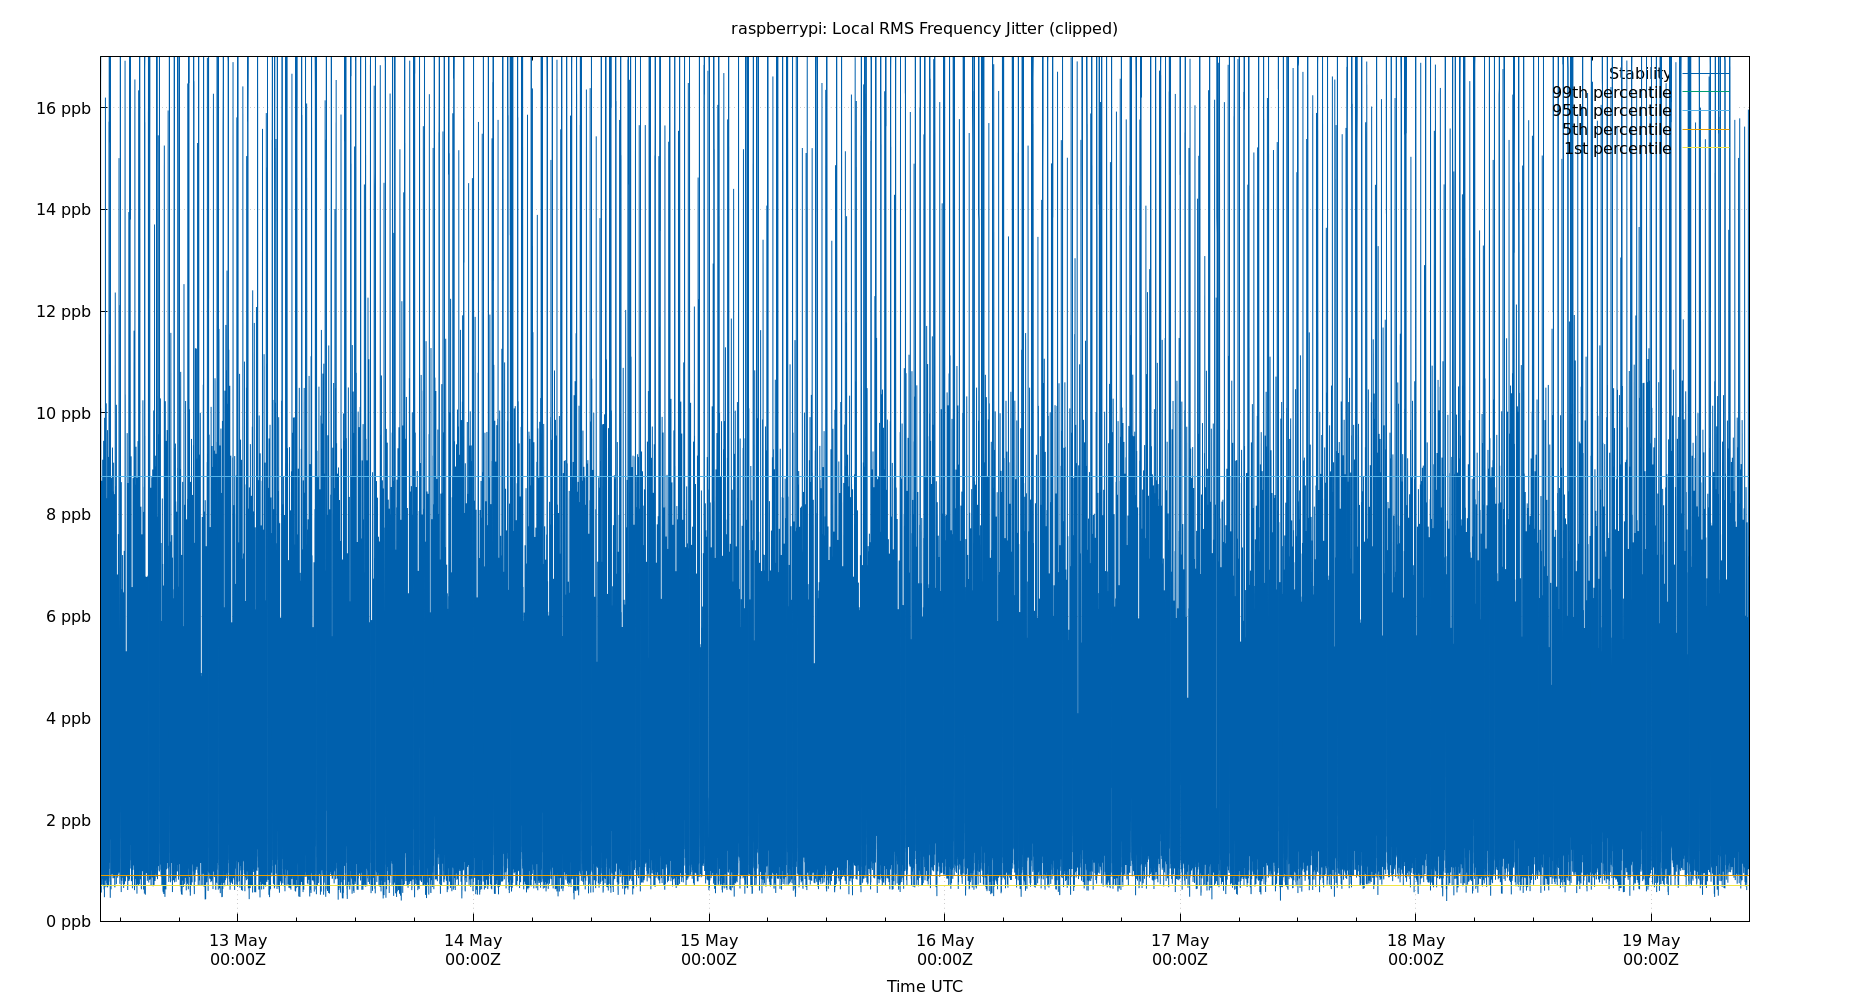 raspberrypi: Local RMS Frequency Jitter (clipped)
Stability
99th percentile
95th percentile
5th percentile
1st percentile
16 ppb
14 ppb
12 ppb
10 ppb
8 ppb
6 ppb
4 ppb
2 ppb
0 ppb
13 May 14 May 15 May 16 May 17 May 18 May 19 May
00:00Z 00:00Z 00:00Z 00:00Z 00:00Z 00:00Z 00:00Z
Time UTC